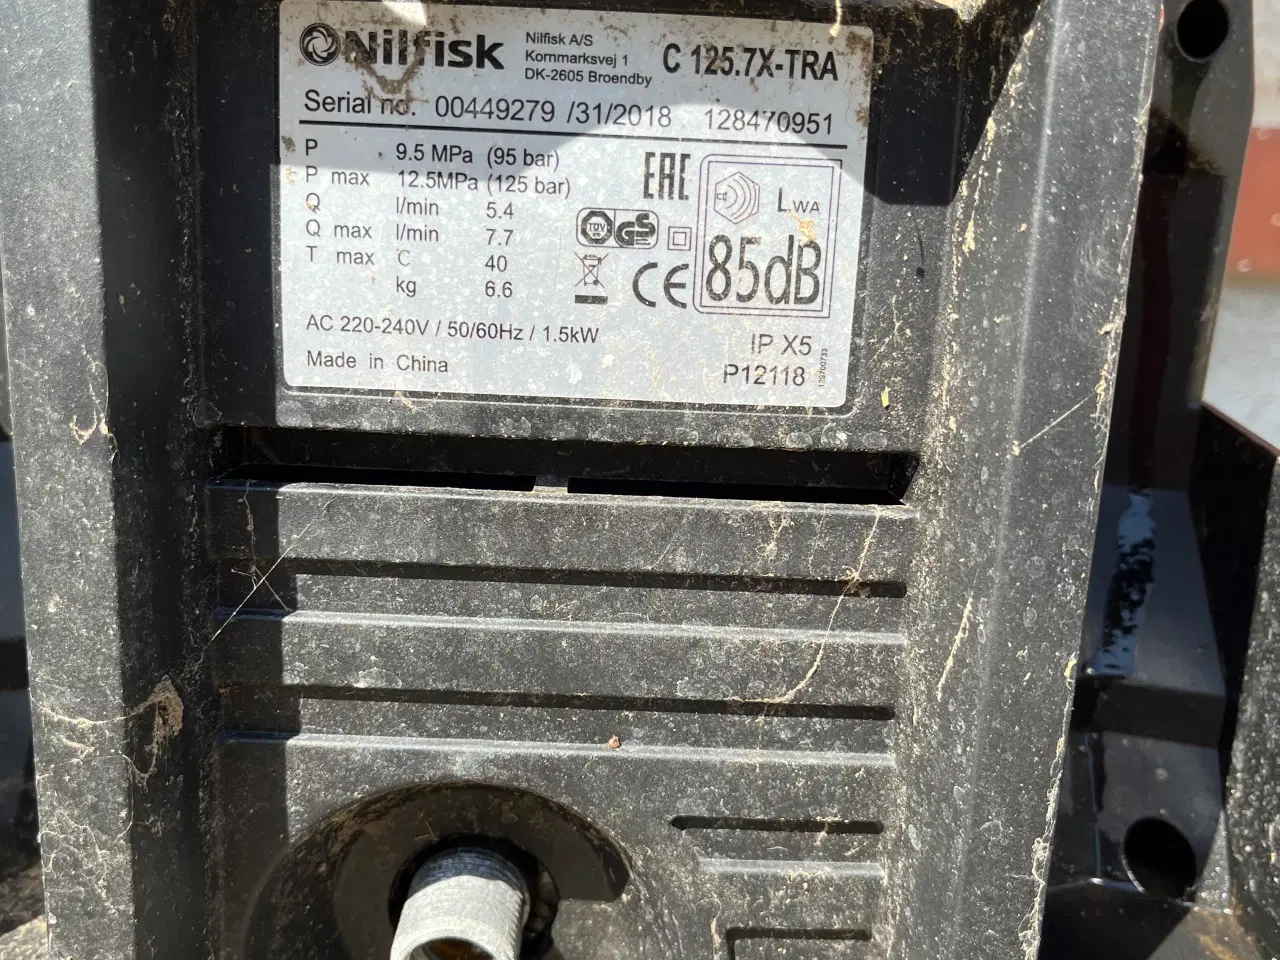 Nilfisk
Nilfisk A/S
Kornmarksvej 1
DK-2605 Broendby
C 125.7X-TRA
Serial no. 00449279 /31/2018 128470951
P 9.5 MPa (95 bar)
P max 12.5MPa (125 bar)
Q l/min 5.4
Q max l/min 7.7
T max C 40
kg 6.6
EAC
TÜV GS
CE
LWA
85dB
AC 220-240V / 50/60Hz / 1.5kW
IP X5
Made in China
P12118